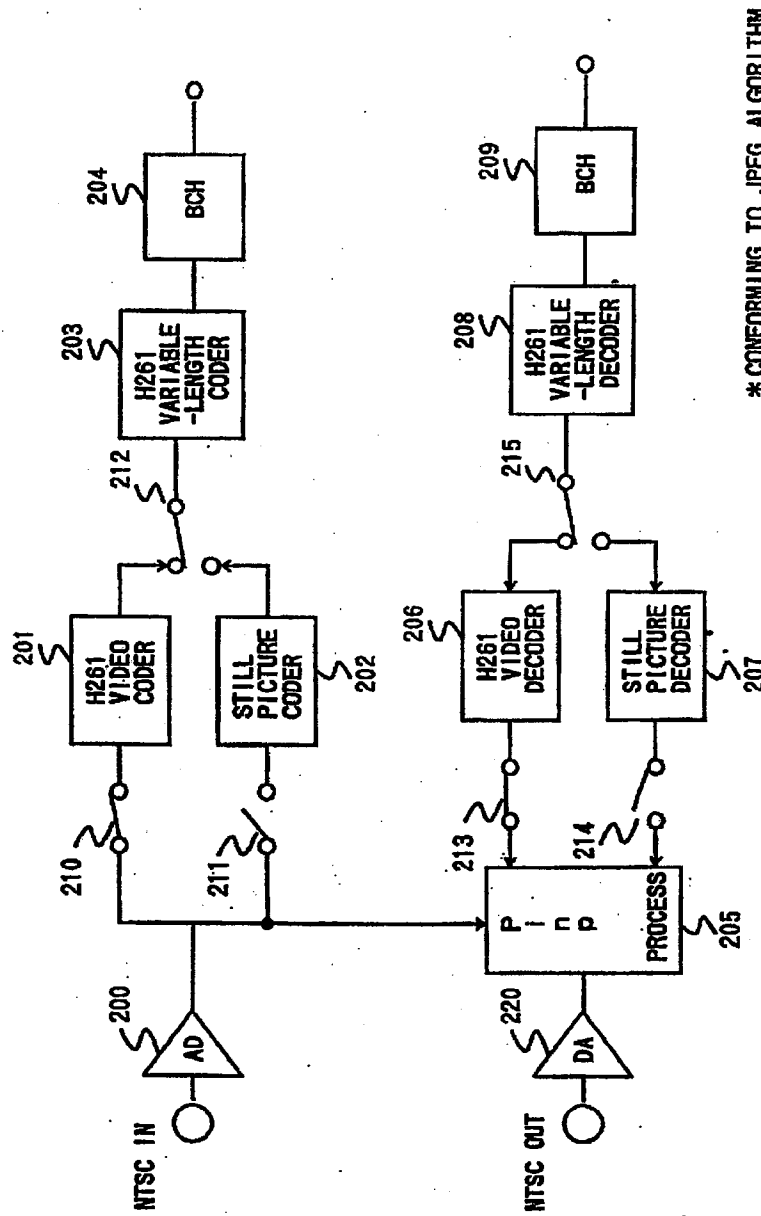 NTSC IN
200
AD
210
211
201
H261
VIDEO
CODER
STILL
PICTURE
CODER
202
212
203
H261
VARIABLE
-LENGTH
CODER
204
BCH
NTSC OUT
220
DA
P i n p
PROCESS
205
213
214
206
H261
VIDEO
DECODER
STILL
PICTURE
DECODER
207
215
208
H261
VARIABLE
-LENGTH
DECODER
209
BCH
* CONFORMING TO JPEG ALGORITHM